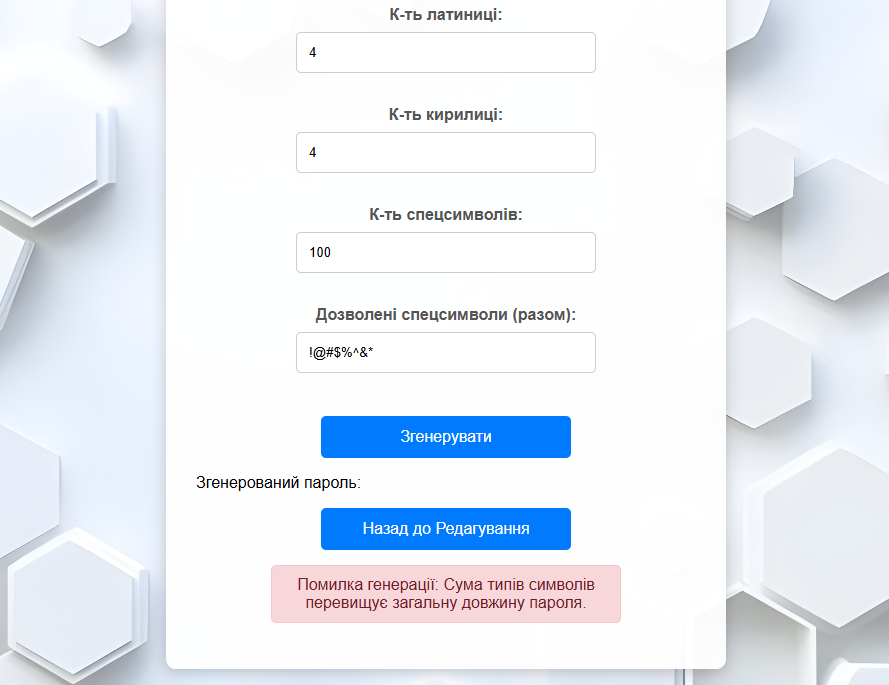 К-ть латиниці:
4
К-ть кирилиці:
4
К-ть спецсимволів:
100
Дозволені спецсимволи (разом):
!@#$%^&*
Згенерувати
Згенерований пароль:
Назад до Редагування
Помилка генерації: Сума типів символів
перевищує загальну довжину пароля.